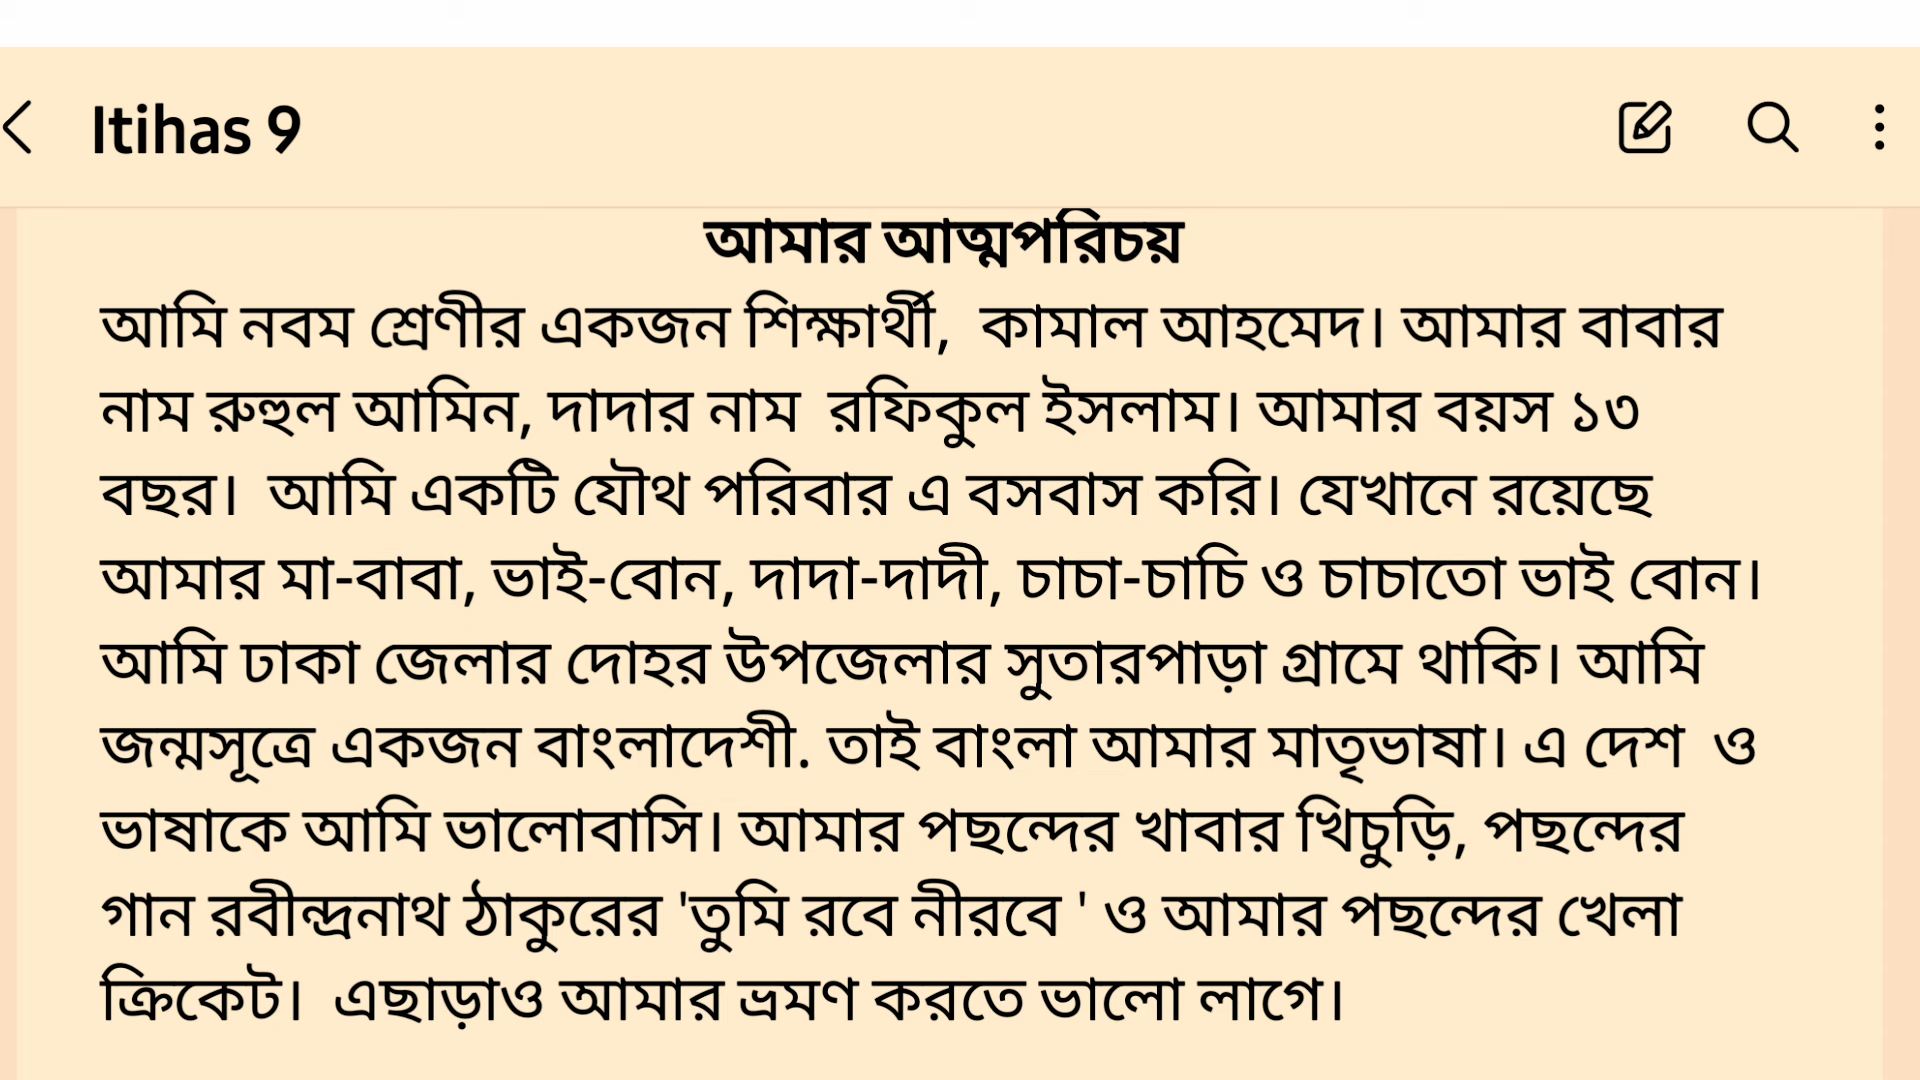 Itihas 9
আমার আত্মপরিচয়
আমি নবম শ্রেণীর একজন শিক্ষার্থী,  কামাল আহমেদ। আমার বাবার
নাম রুহুল আমিন, দাদার নাম  রফিকুল ইসলাম। আমার বয়স ১৩
বছর।  আমি একটি যৌথ পরিবার এ বসবাস করি। যেখানে রয়েছে
আমার মা-বাবা, ভাই-বোন, দাদা-দাদী, চাচা-চাচি ও চাচাতো ভাই বোন।
আমি ঢাকা জেলার দোহর উপজেলার সুতারপাড়া গ্রামে থাকি। আমি
জন্মসূত্রে একজন বাংলাদেশী. তাই বাংলা আমার মাতৃভাষা। এ দেশ  ও
ভাষাকে আমি ভালোবাসি। আমার পছন্দের খাবার খিচুড়ি, পছন্দের
গান রবীন্দ্রনাথ ঠাকুরের 'তুমি রবে নীরবে ' ও আমার পছন্দের খেলা
ক্রিকেট।  এছাড়াও আমার ভ্রমণ করতে ভালো লাগে।